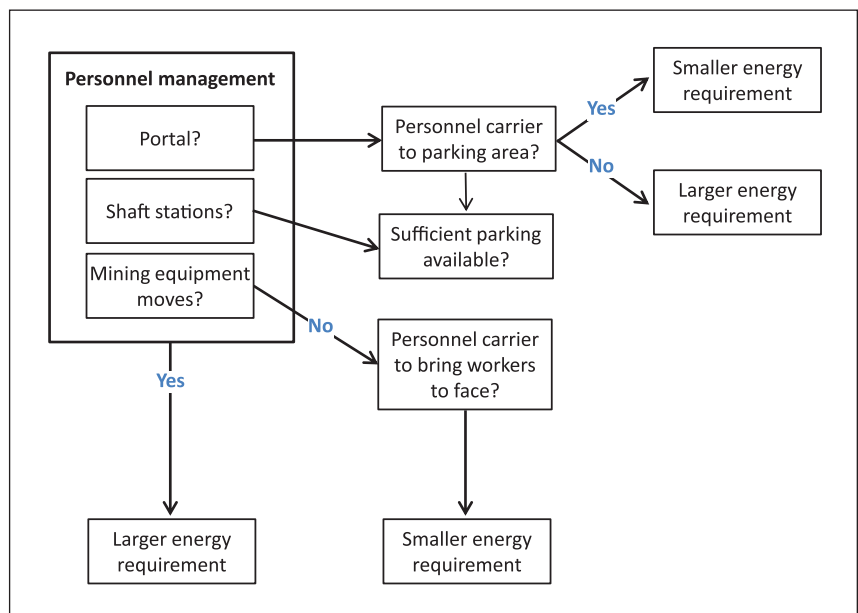 Personnel management
Portal?
Shaft stations?
Mining equipment
moves?
Personnel carrier
to parking area?
Yes
No
Smaller energy
requirement
Larger energy
requirement
Sufficient parking
available?
No
Personnel carrier
to bring workers
to face?
Yes
Larger energy
requirement
Smaller energy
requirement